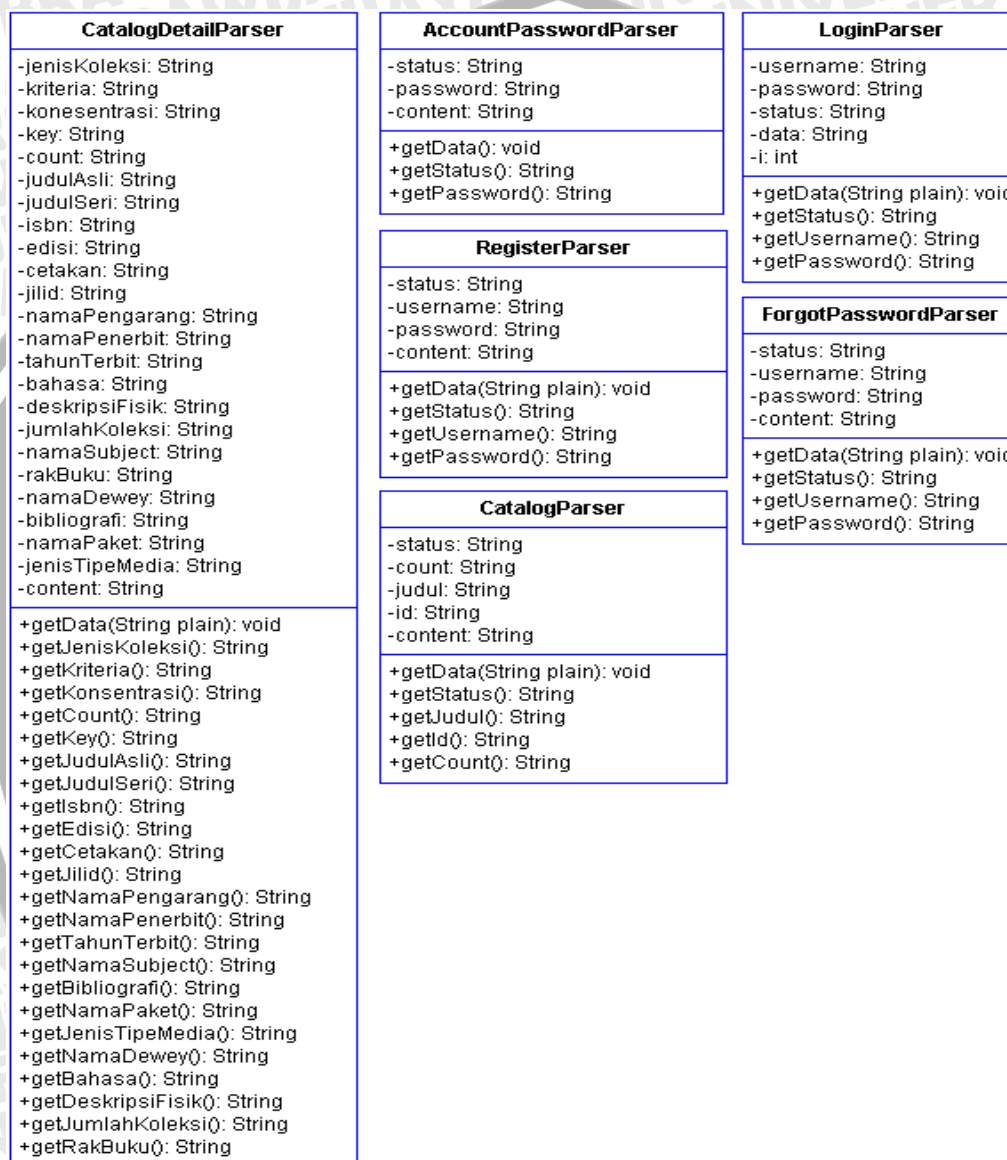 CatalogDetailParser
-jenisKoleksi: String
-kriteria: String
-konesentrasi: String
-key: String
-count: String
-judulAsli: String
-judulSeri: String
-isbn: String
-edisi: String
-cetakan: String
-jilid: String
-namaPengarang: String
-namaPenerbit: String
-tahunTerbit: String
-bahasa: String
-deskripsiFisik: String
-jumlahKoleksi: String
-namaSubject: String
-rakBuku: String
-namaDewey: String
-bibliografi: String
-namaPaket: String
-jenisTipeMedia: String
-content: String
+getData(String plain): void
+getJenisKoleksi(): String
+getKriteria(): String
+getKonsentrasi(): String
+getCount(): String
+getKey(): String
+getJudulAsli(): String
+getJudulSeri(): String
+getIsbn(): String
+getEdisi(): String
+getCetakan(): String
+getJilid(): String
+getNamaPengarang(): String
+getNamaPenerbit(): String
+getTahunTerbit(): String
+getNamaSubject(): String
+getBibliografi(): String
+getNamaPaket(): String
+getJenisTipeMedia(): String
+getNamaDewey(): String
+getBahasa(): String
+getDeskripsiFisik(): String
+getJumlahKoleksi(): String
+getRakBuku(): String
AccountPasswordParser
-status: String
-password: String
-content: String
+getData(): void
+getStatus(): String
+getPassword(): String
RegisterParser
-status: String
-username: String
-password: String
-content: String
+getData(String plain): void
+getStatus(): String
+getUsername(): String
+getPassword(): String
CatalogParser
-status: String
-count: String
-judul: String
-id: String
-content: String
+getData(String plain): void
+getStatus(): String
+getJudul(): String
+getId(): String
+getCount(): String
LoginParser
-username: String
-password: String
-status: String
-data: String
-i: int
+getData(String plain): void
+getStatus(): String
+getUsername(): String
+getPassword(): String
ForgotPasswordParser
-status: String
-username: String
-password: String
-content: String
+getData(String plain): void
+getStatus(): String
+getUsername(): String
+getPassword(): String